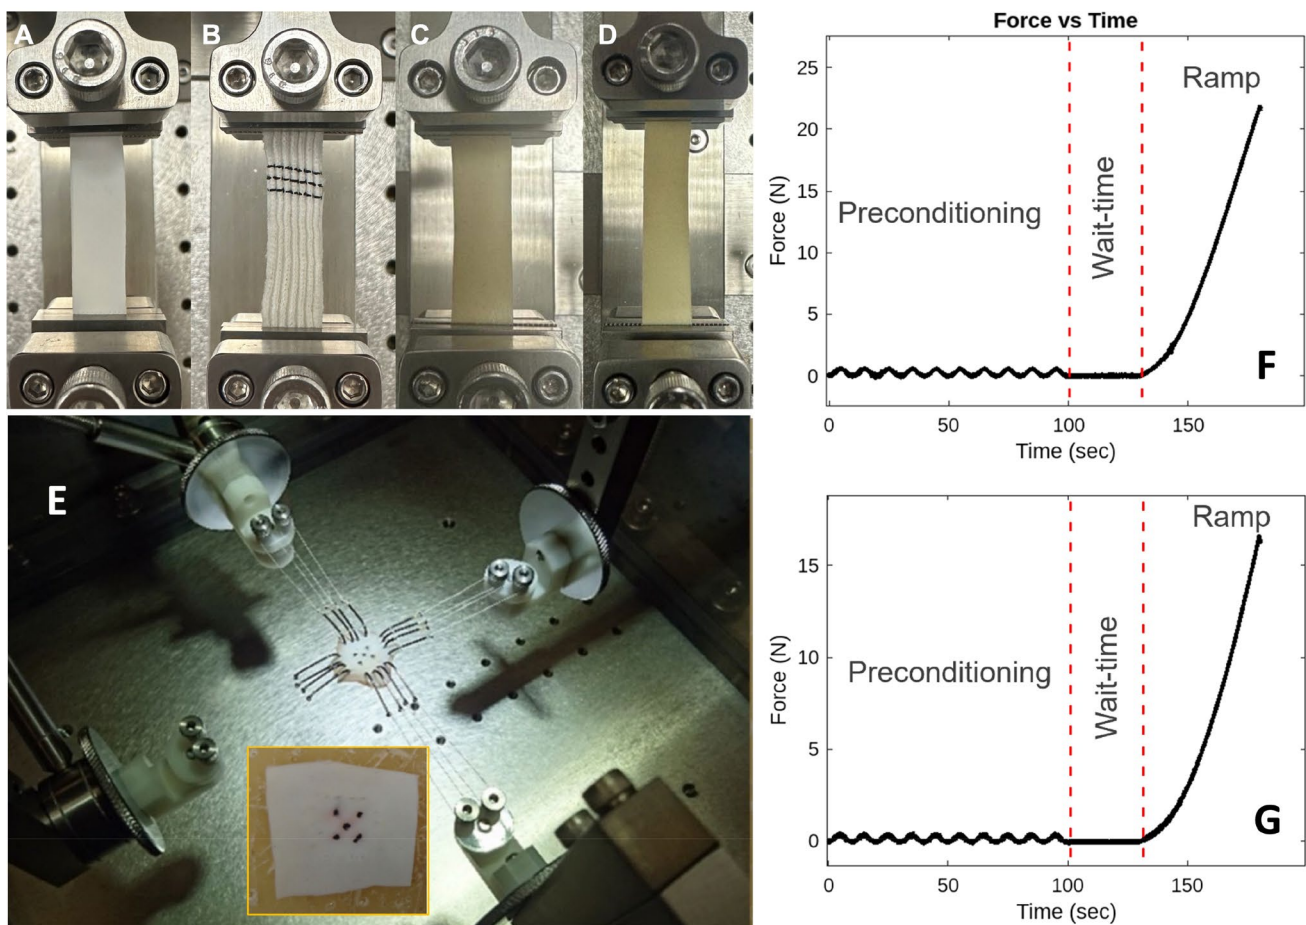 A
B
C
D
E
Force vs Time
Force (N)
25
20
15
10
5
0
Preconditioning
Wait-time
Ramp
F
0
50
100
150
Time (sec)
Force (N)
15
10
5
0
Preconditioning
Wait-time
Ramp
G
0
50
100
150
Time (sec)